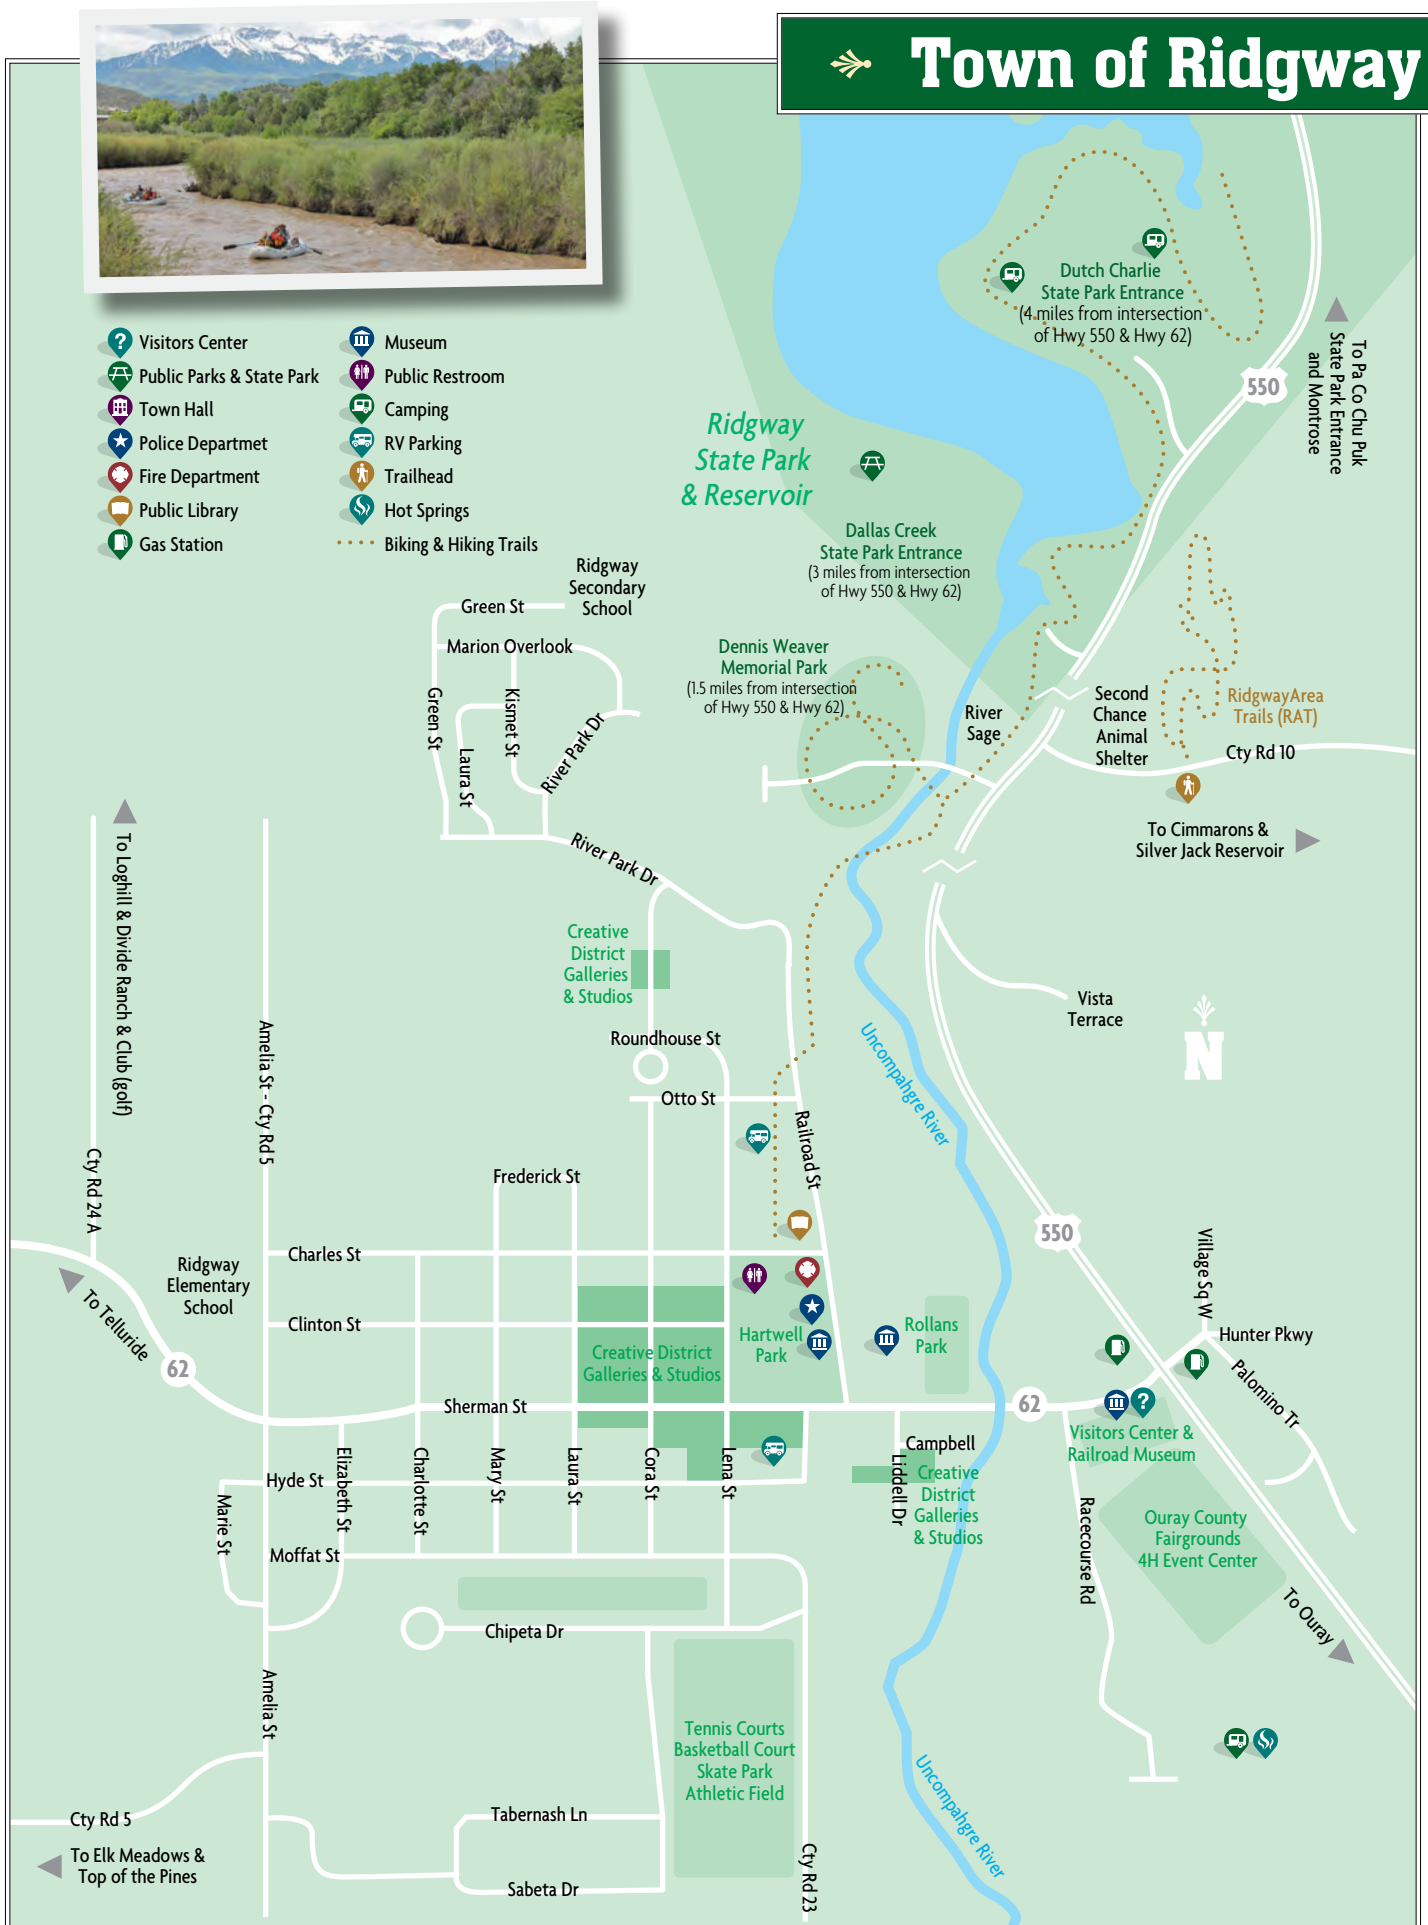 Town of Ridgway
Visitors Center
Public Parks & State Park
Town Hall
Police Departmet
Fire Department
Public Library
Gas Station
Museum
Public Restroom
Camping
RV Parking
Trailhead
Hot Springs
Biking & Hiking Trails
Dutch Charlie
State Park Entrance
(4 miles from intersection
of Hwy 550 & Hwy 62)
550
To Pa Co Chu Puk
State Park Entrance
and Montrose
Ridgway
State Park
& Reservoir
Dallas Creek
State Park Entrance
(3 miles from intersection
of Hwy 550 & Hwy 62)
Ridgway
Secondary
School
Green St
Marion Overlook
Green St
Kismet St
Laura St
River Park Dr
River Park Dr
Dennis Weaver
Memorial Park
(1.5 miles from intersection
of Hwy 550 & Hwy 62)
River
Sage
Second
Chance
Animal
Shelter
RidgwayArea
Trails (RAT)
Cty Rd 10
To Cimmarons &
Silver Jack Reservoir
To Loghill & Divide Ranch & Club (golf)
Cty Rd 24 A
Amelia St - Cty Rd 5
Creative
District
Galleries
& Studios
Roundhouse St
Otto St
Railroad St
Uncompahgre River
Vista
Terrace
N
Frederick St
Charles St
Clinton St
Ridgway
Elementary
School
To Telluride
62
Creative District
Galleries & Studios
Hartwell
Park
Rollans
Park
550
Village Sq W
Hunter Pkwy
Palomino Tr
Sherman St
62
?
Visitors Center &
Railroad Museum
Campbell
Liddell Dr
Creative
District
Galleries
& Studios
Hyde St
Marie St
Elizabeth St
Charlotte St
Mary St
Laura St
Cora St
Lena St
Moffat St
Racecourse Rd
Ouray County
Fairgrounds
4H Event Center
To Ouray
Chipeta Dr
Amelia St
Tennis Courts
Basketball Court
Skate Park
Athletic Field
Uncompahgre River
Cty Rd 5
To Elk Meadows &
Top of the Pines
Tabernash Ln
Sabeta Dr
Cty Rd 23